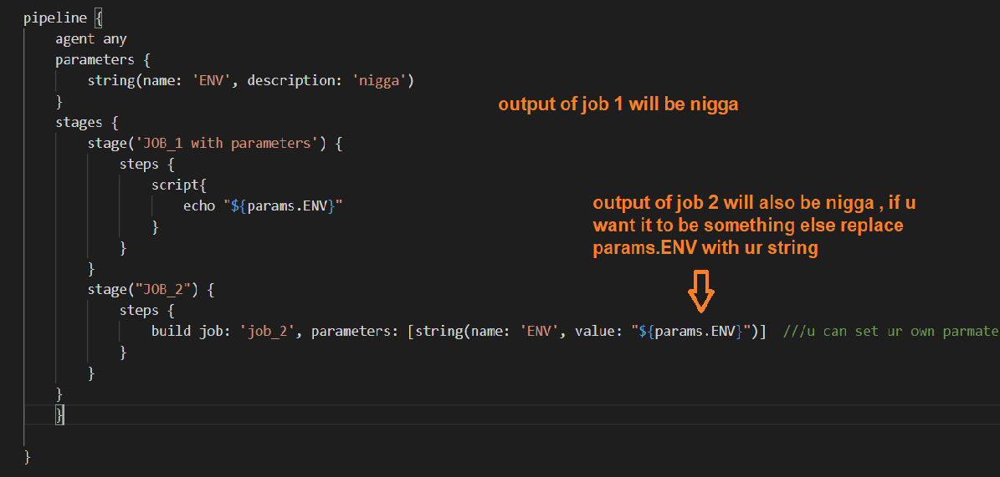 pipeline {
agent any
parameters {
string(name: 'ENV', description: 'nigga')
}
output of job 1 will be nigga
stages {
stage('JOB_1 with parameters') {
steps {
script{
echo "${params.ENV}"
}
}
}
output of job 2 will also be nigga , if u
want it to be something else replace
params.ENV with ur string
stage("JOB_2") {
steps {
build job: 'job_2', parameters: [string(name: 'ENV', value: "${params.ENV}")] ///u can set ur own parmate
}
}
}
}
}